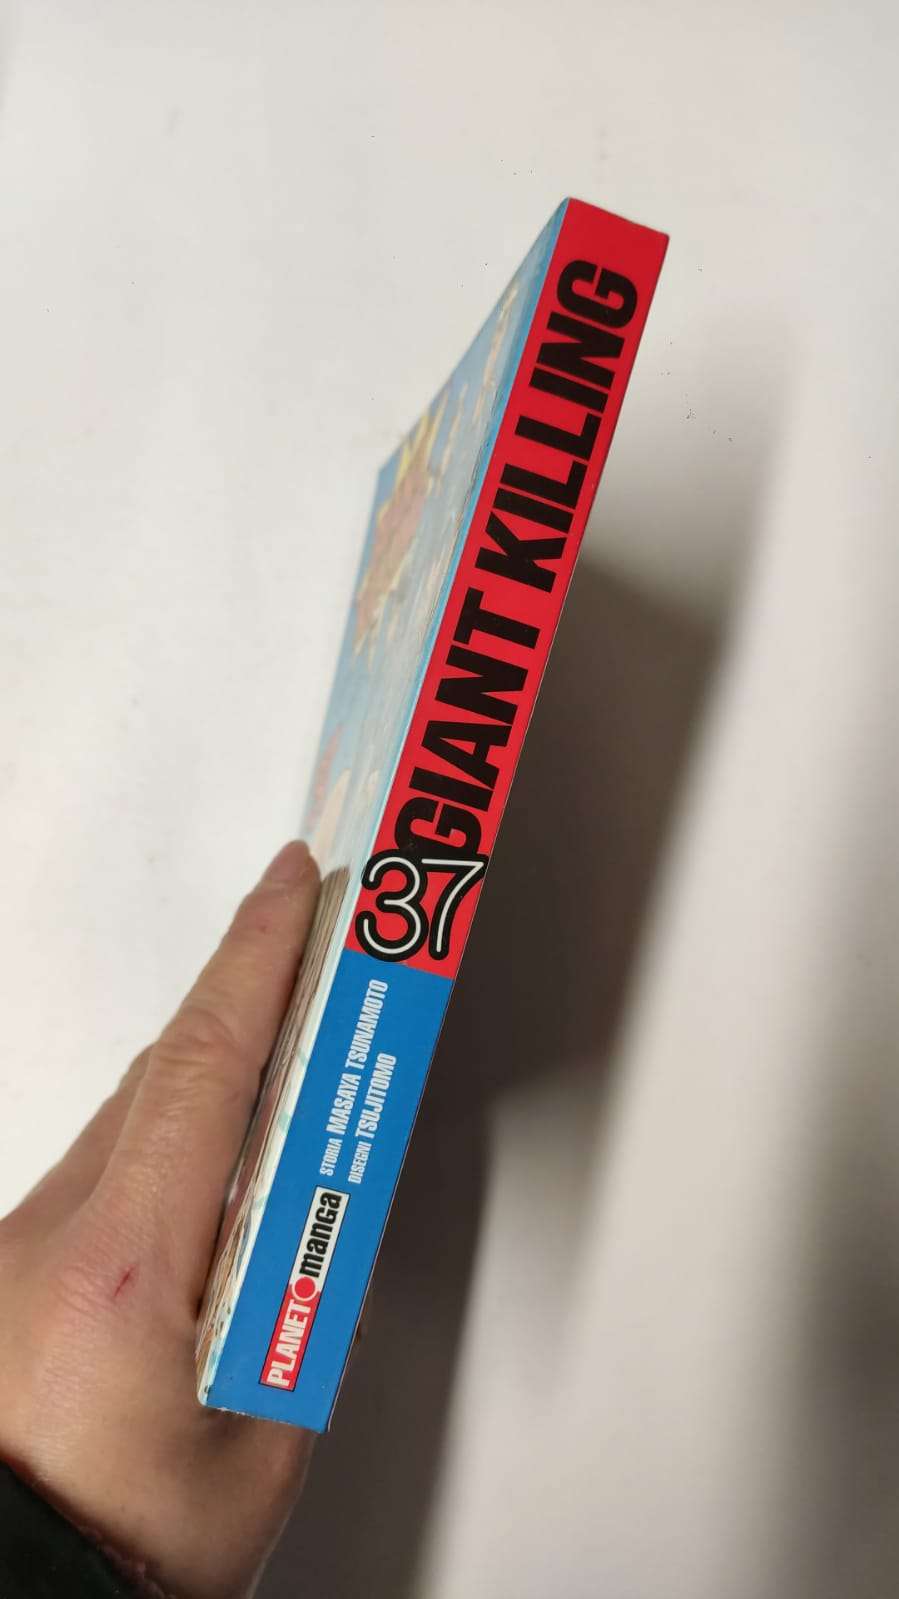 GIANT KILLING
37
STORIA MASAYA TSUNAMOTO
DISEGNI TSUJITOMO
PLANET manga